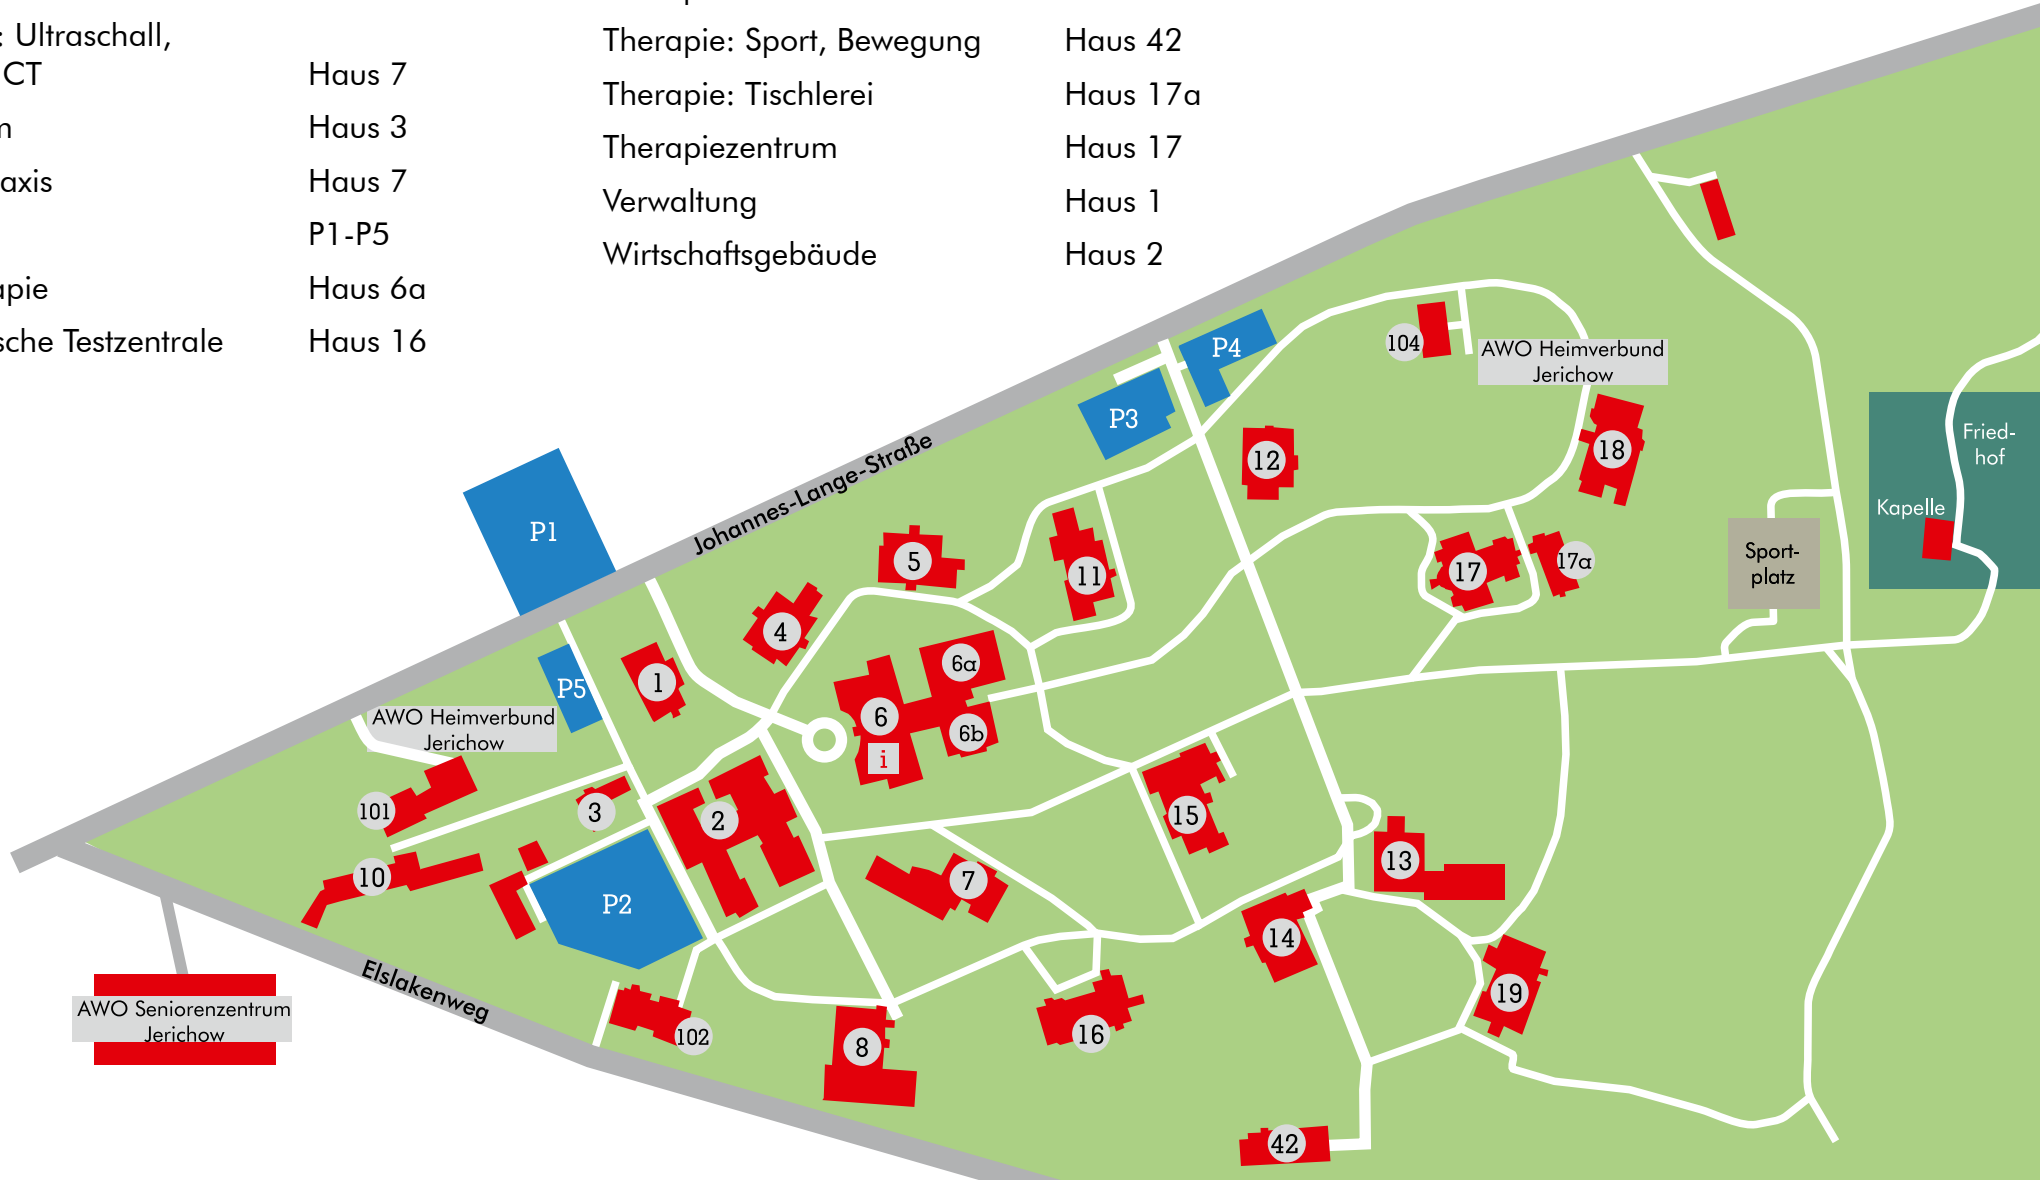 : Ultraschall,
CT Haus 7
Haus 3
axis Haus 7
P1-P5
apie Haus 6a
sche Testzentrale Haus 16
Therapie: Sport, Bewegung Haus 42
Therapie: Tischlerei Haus 17a
Therapiezentrum Haus 17
Verwaltung Haus 1
Wirtschaftsgebäude Haus 2
P4
104
AWO Heimverbund
Jerichow
P3
12
18
Fried-
hof
Kapelle
Johannes-Lange-Straße
P1
5
11
17
17a
Sport-
platz
4
6a
1
P5
6
6b
AWO Heimverbund
Jerichow
i
101
3
2
15
13
10
P2
7
14
19
Elslakenweg
AWO Seniorenzentrum
Jerichow
102
8
16
42